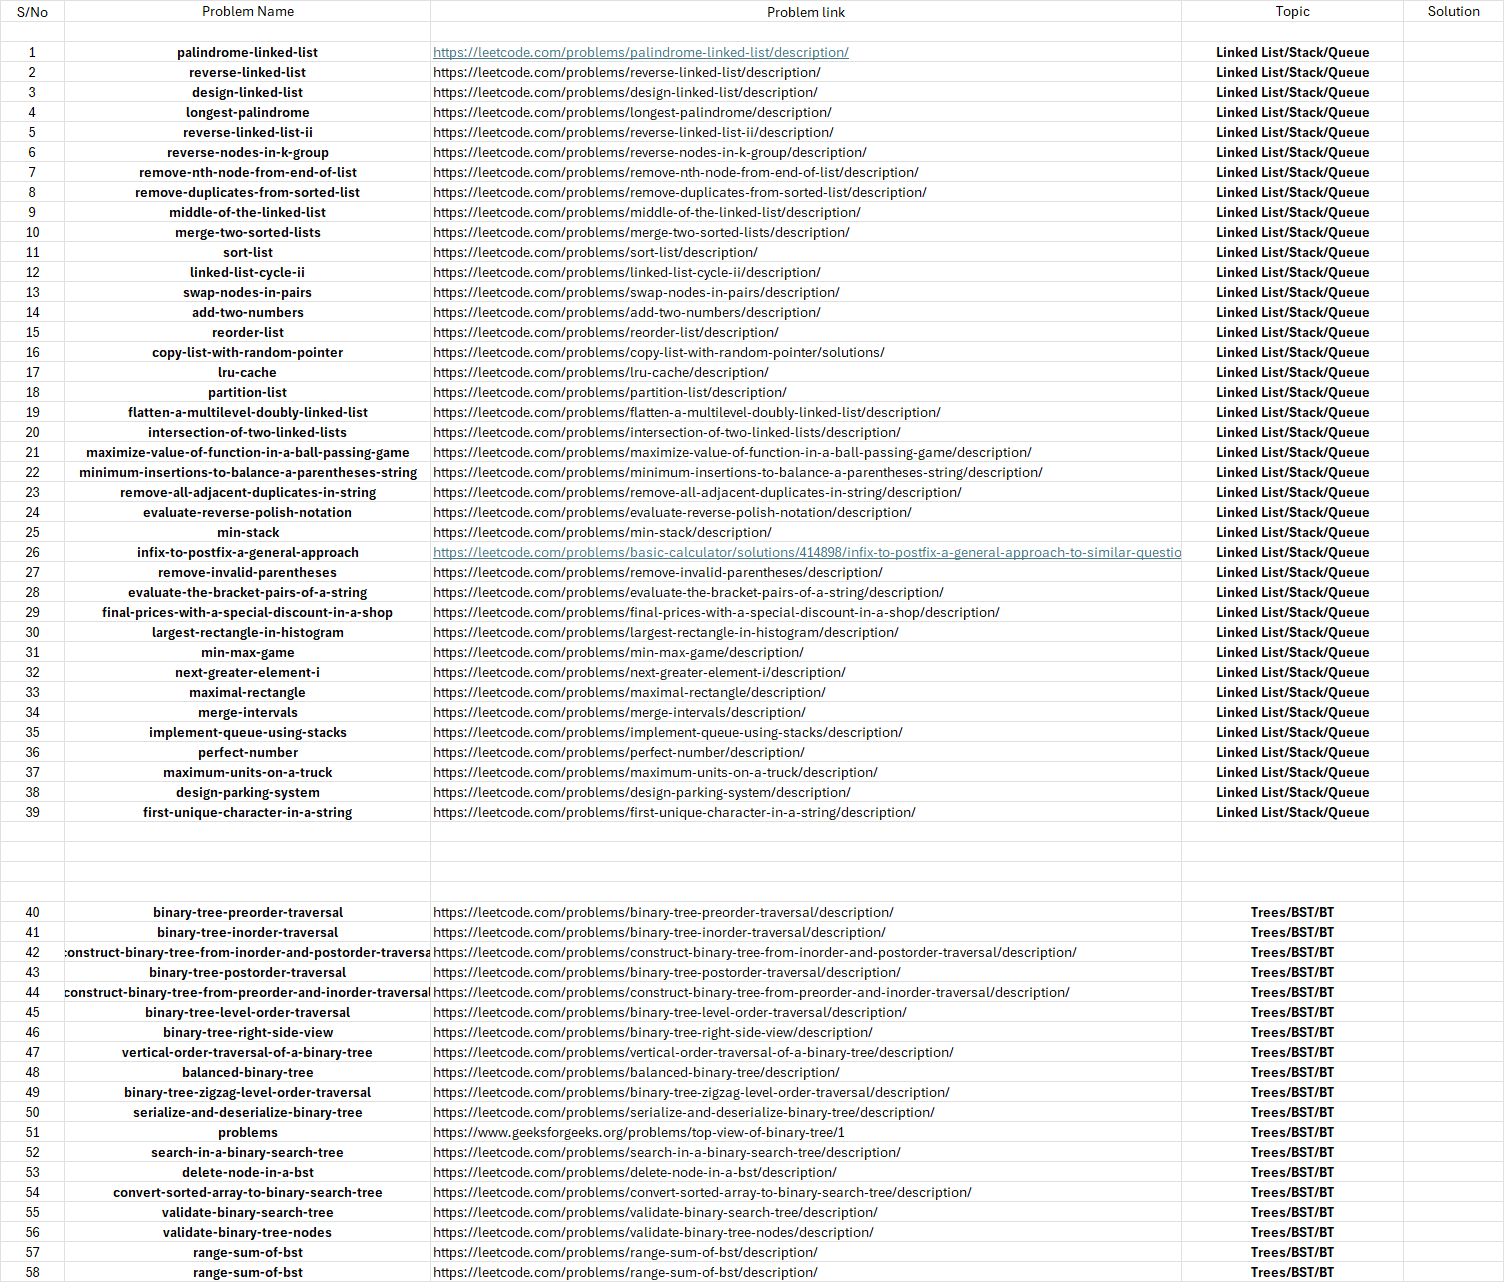 S/No Problem Name Problem link Topic Solution
1 palindrome-linked-list https://leetcode.com/problems/palindrome-linked-list/description/ Linked List/Stack/Queue
2 reverse-linked-list https://leetcode.com/problems/reverse-linked-list/description/ Linked List/Stack/Queue
3 design-linked-list https://leetcode.com/problems/design-linked-list/description/ Linked List/Stack/Queue
4 longest-palindrome https://leetcode.com/problems/longest-palindrome/description/ Linked List/Stack/Queue
5 reverse-linked-list-ii https://leetcode.com/problems/reverse-linked-list-ii/description/ Linked List/Stack/Queue
6 reverse-nodes-in-k-group https://leetcode.com/problems/reverse-nodes-in-k-group/description/ Linked List/Stack/Queue
7 remove-nth-node-from-end-of-list https://leetcode.com/problems/remove-nth-node-from-end-of-list/description/ Linked List/Stack/Queue
8 remove-duplicates-from-sorted-list https://leetcode.com/problems/remove-duplicates-from-sorted-list/description/ Linked List/Stack/Queue
9 middle-of-the-linked-list https://leetcode.com/problems/middle-of-the-linked-list/description/ Linked List/Stack/Queue
10 merge-two-sorted-lists https://leetcode.com/problems/merge-two-sorted-lists/description/ Linked List/Stack/Queue
11 sort-list https://leetcode.com/problems/sort-list/description/ Linked List/Stack/Queue
12 linked-list-cycle-ii https://leetcode.com/problems/linked-list-cycle-ii/description/ Linked List/Stack/Queue
13 swap-nodes-in-pairs https://leetcode.com/problems/swap-nodes-in-pairs/description/ Linked List/Stack/Queue
14 add-two-numbers https://leetcode.com/problems/add-two-numbers/description/ Linked List/Stack/Queue
15 reorder-list https://leetcode.com/problems/reorder-list/description/ Linked List/Stack/Queue
16 copy-list-with-random-pointer https://leetcode.com/problems/copy-list-with-random-pointer/solutions/ Linked List/Stack/Queue
17 lru-cache https://leetcode.com/problems/lru-cache/description/ Linked List/Stack/Queue
18 partition-list https://leetcode.com/problems/partition-list/description/ Linked List/Stack/Queue
19 flatten-a-multilevel-doubly-linked-list https://leetcode.com/problems/flatten-a-multilevel-doubly-linked-list/description/ Linked List/Stack/Queue
20 intersection-of-two-linked-lists https://leetcode.com/problems/intersection-of-two-linked-lists/description/ Linked List/Stack/Queue
21 maximize-value-of-function-in-a-ball-passing-game https://leetcode.com/problems/maximize-value-of-function-in-a-ball-passing-game/description/ Linked List/Stack/Queue
22 minimum-insertions-to-balance-a-parentheses-string https://leetcode.com/problems/minimum-insertions-to-balance-a-parentheses-string/description/ Linked List/Stack/Queue
23 remove-all-adjacent-duplicates-in-string https://leetcode.com/problems/remove-all-adjacent-duplicates-in-string/description/ Linked List/Stack/Queue
24 evaluate-reverse-polish-notation https://leetcode.com/problems/evaluate-reverse-polish-notation/description/ Linked List/Stack/Queue
25 min-stack https://leetcode.com/problems/min-stack/description/ Linked List/Stack/Queue
26 infix-to-postfix-a-general-approach https://leetcode.com/problems/basic-calculator/solutions/414898/infix-to-postfix-a-general-approach-to-similar-questio Linked List/Stack/Queue
27 remove-invalid-parentheses https://leetcode.com/problems/remove-invalid-parentheses/description/ Linked List/Stack/Queue
28 evaluate-the-bracket-pairs-of-a-string https://leetcode.com/problems/evaluate-the-bracket-pairs-of-a-string/description/ Linked List/Stack/Queue
29 final-prices-with-a-special-discount-in-a-shop https://leetcode.com/problems/final-prices-with-a-special-discount-in-a-shop/description/ Linked List/Stack/Queue
30 largest-rectangle-in-histogram https://leetcode.com/problems/largest-rectangle-in-histogram/description/ Linked List/Stack/Queue
31 min-max-game https://leetcode.com/problems/min-max-game/description/ Linked List/Stack/Queue
32 next-greater-element-i https://leetcode.com/problems/next-greater-element-i/description/ Linked List/Stack/Queue
33 maximal-rectangle https://leetcode.com/problems/maximal-rectangle/description/ Linked List/Stack/Queue
34 merge-intervals https://leetcode.com/problems/merge-intervals/description/ Linked List/Stack/Queue
35 implement-queue-using-stacks https://leetcode.com/problems/implement-queue-using-stacks/description/ Linked List/Stack/Queue
36 perfect-number https://leetcode.com/problems/perfect-number/description/ Linked List/Stack/Queue
37 maximum-units-on-a-truck https://leetcode.com/problems/maximum-units-on-a-truck/description/ Linked List/Stack/Queue
38 design-parking-system https://leetcode.com/problems/design-parking-system/description/ Linked List/Stack/Queue
39 first-unique-character-in-a-string https://leetcode.com/problems/first-unique-character-in-a-string/description/ Linked List/Stack/Queue
40 binary-tree-preorder-traversal https://leetcode.com/problems/binary-tree-preorder-traversal/description/ Trees/BST/BT
41 binary-tree-inorder-traversal https://leetcode.com/problems/binary-tree-inorder-traversal/description/ Trees/BST/BT
42 construct-binary-tree-from-inorder-and-postorder-traversa https://leetcode.com/problems/construct-binary-tree-from-inorder-and-postorder-traversal/description/ Trees/BST/BT
43 binary-tree-postorder-traversal https://leetcode.com/problems/binary-tree-postorder-traversal/description/ Trees/BST/BT
44 construct-binary-tree-from-preorder-and-inorder-traversal https://leetcode.com/problems/construct-binary-tree-from-preorder-and-inorder-traversal/description/ Trees/BST/BT
45 binary-tree-level-order-traversal https://leetcode.com/problems/binary-tree-level-order-traversal/description/ Trees/BST/BT
46 binary-tree-right-side-view https://leetcode.com/problems/binary-tree-right-side-view/description/ Trees/BST/BT
47 vertical-order-traversal-of-a-binary-tree https://leetcode.com/problems/vertical-order-traversal-of-a-binary-tree/description/ Trees/BST/BT
48 balanced-binary-tree https://leetcode.com/problems/balanced-binary-tree/description/ Trees/BST/BT
49 binary-tree-zigzag-level-order-traversal https://leetcode.com/problems/binary-tree-zigzag-level-order-traversal/description/ Trees/BST/BT
50 serialize-and-deserialize-binary-tree https://leetcode.com/problems/serialize-and-deserialize-binary-tree/description/ Trees/BST/BT
51 problems https://www.geeksforgeeks.org/problems/top-view-of-binary-tree/1 Trees/BST/BT
52 search-in-a-binary-search-tree https://leetcode.com/problems/search-in-a-binary-search-tree/description/ Trees/BST/BT
53 delete-node-in-a-bst https://leetcode.com/problems/delete-node-in-a-bst/description/ Trees/BST/BT
54 convert-sorted-array-to-binary-search-tree https://leetcode.com/problems/convert-sorted-array-to-binary-search-tree/description/ Trees/BST/BT
55 validate-binary-search-tree https://leetcode.com/problems/validate-binary-search-tree/description/ Trees/BST/BT
56 validate-binary-tree-nodes https://leetcode.com/problems/validate-binary-tree-nodes/description/ Trees/BST/BT
57 range-sum-of-bst https://leetcode.com/problems/range-sum-of-bst/description/ Trees/BST/BT
58 range-sum-of-bst https://leetcode.com/problems/range-sum-of-bst/description/ Trees/BST/BT